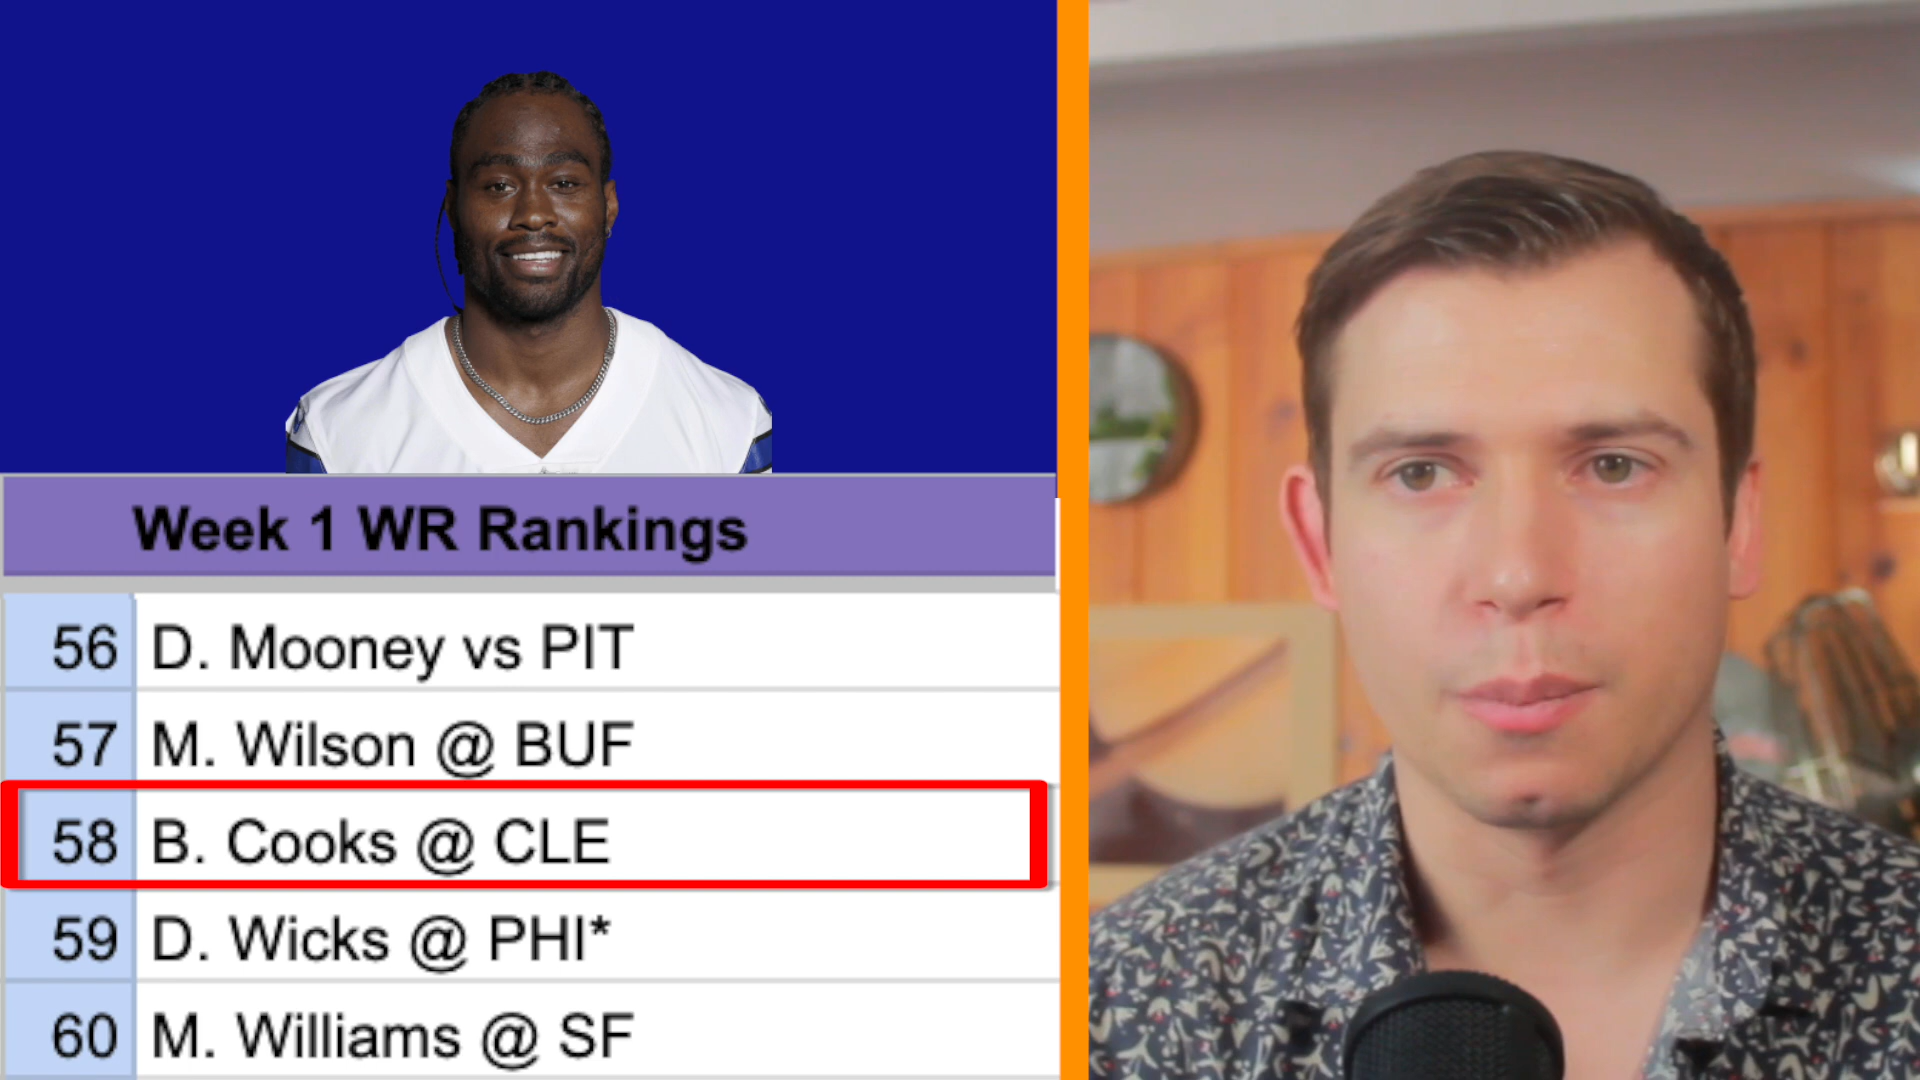 Week 1 WR Rankings
56 D. Mooney vs PIT
57 M. Wilson @ BUF
58 B. Cooks @ CLE
59 D. Wicks @ PHI*
60 M. Williams @ SF